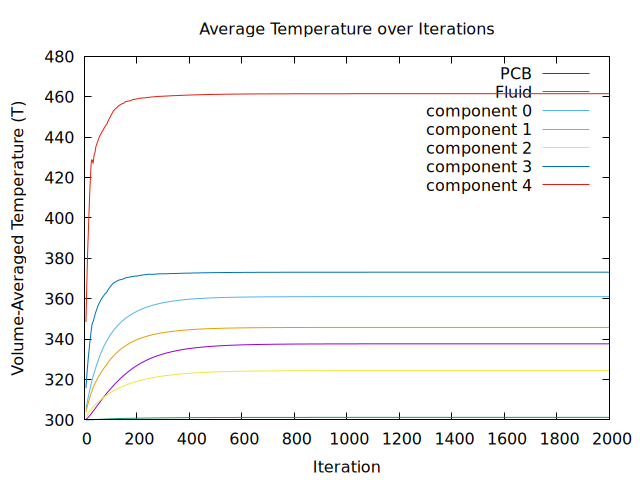 Average Temperature over Iterations
Volume-Averaged Temperature (T)
480
460
440
420
400
380
360
340
320
300
PCB
Fluid
component 0
component 1
component 2
component 3
component 4
0 200 400 600 800 1000 1200 1400 1600 1800 2000
Iteration